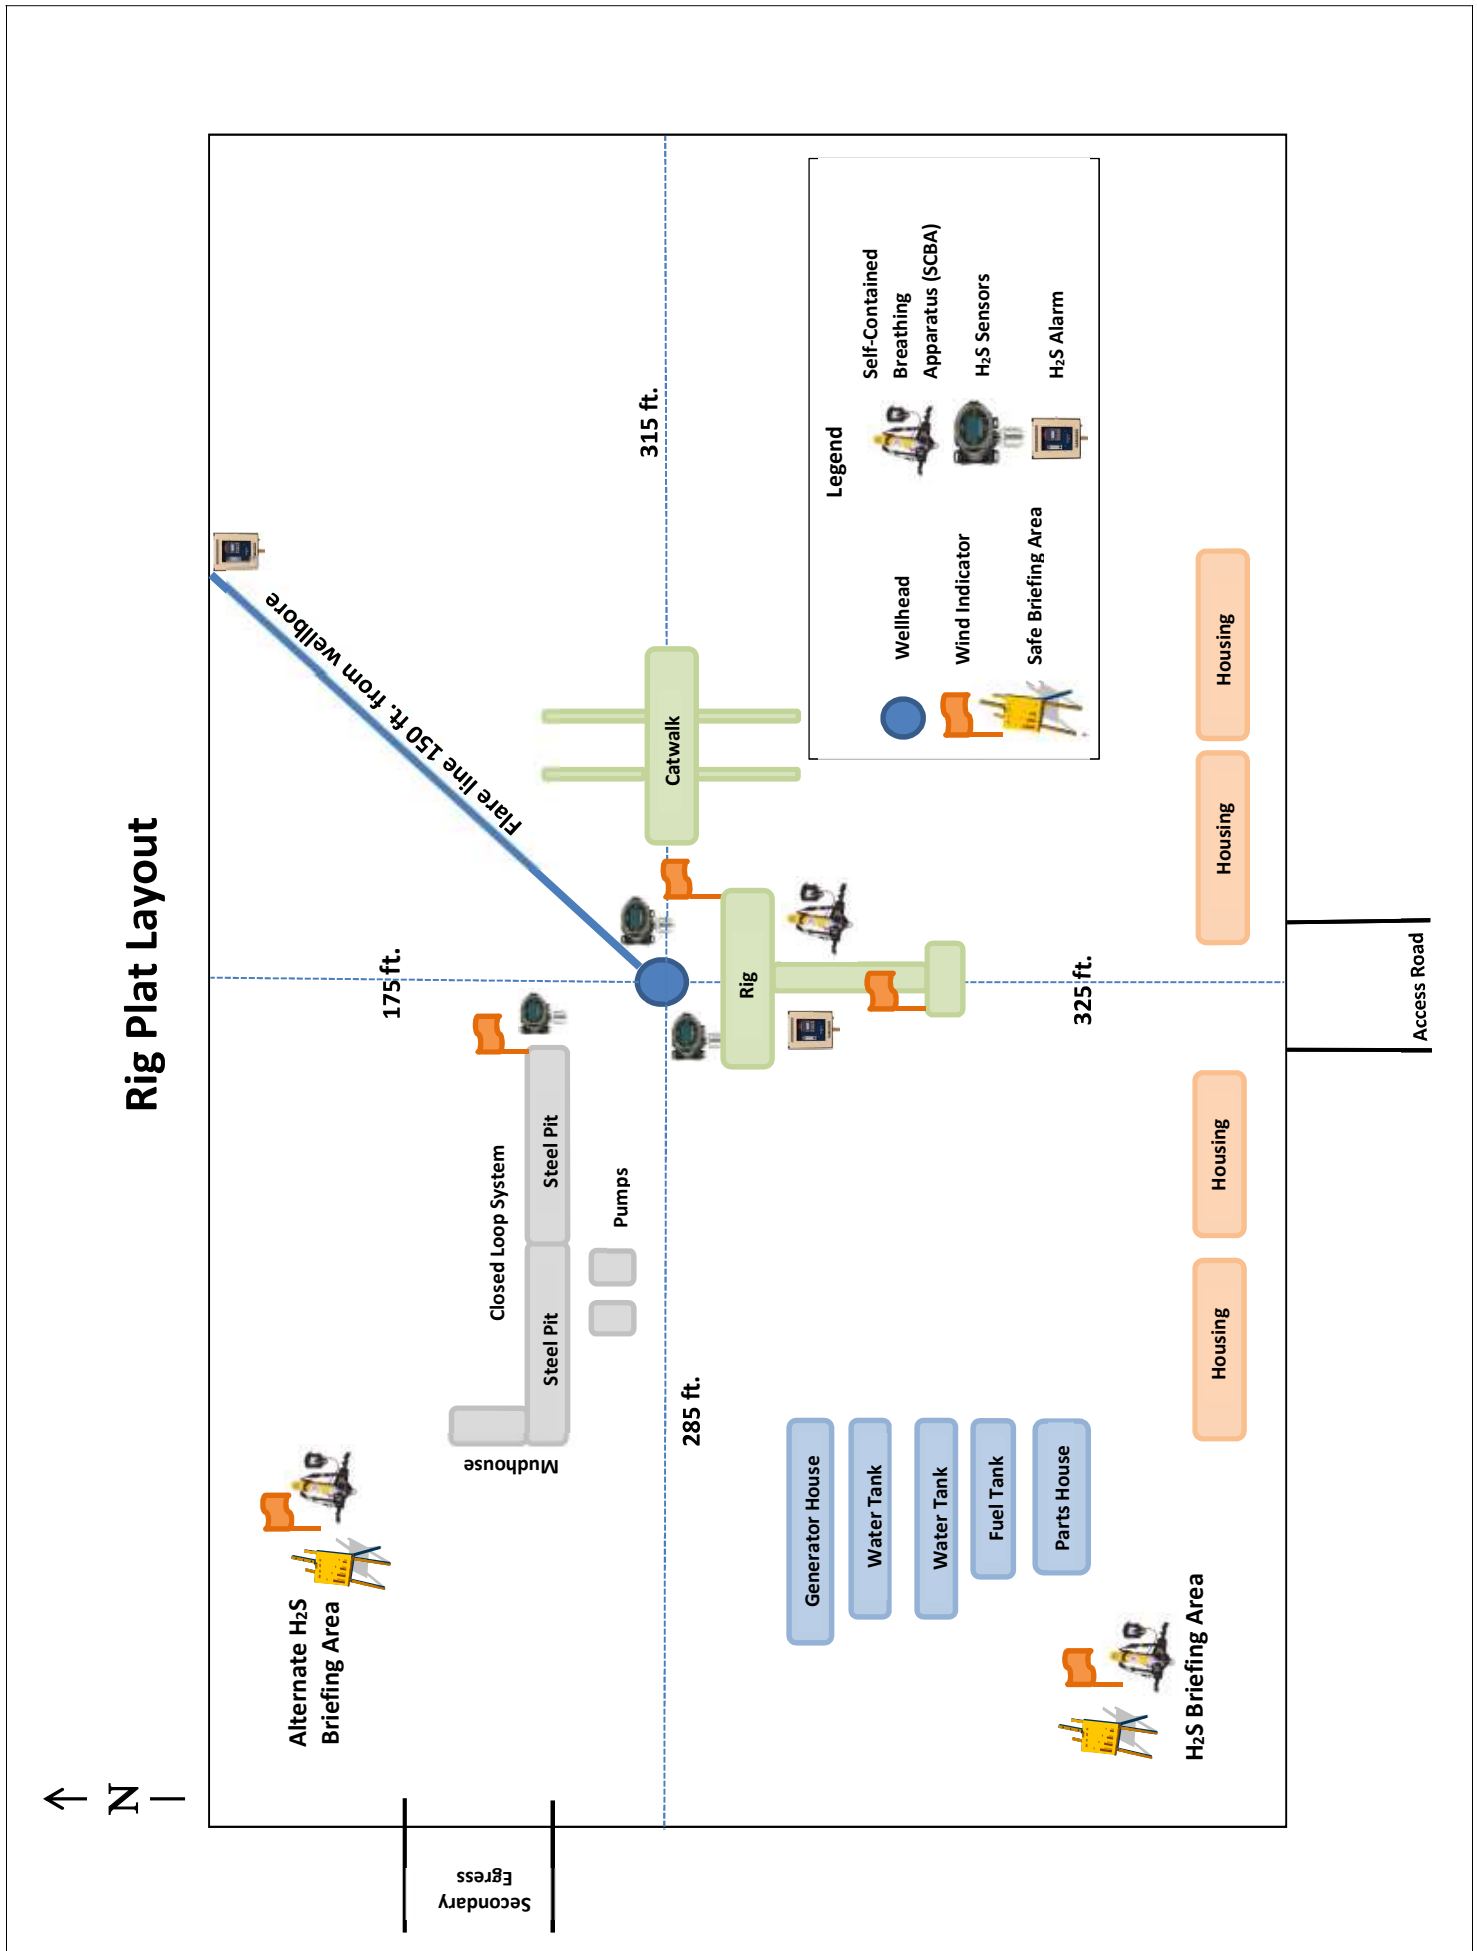 Rig Plat Layout
N
Secondary
Egress
Alternate H₂S
Briefing Area
Mudhouse
Closed Loop System
Steel Pit
Steel Pit
Pumps
175 ft.
Flare line 150 ft. from wellbore
285 ft.
315 ft.
Catwalk
Rig
Generator House
Water Tank
Water Tank
Fuel Tank
Parts House
H₂S Briefing Area
325 ft.
Legend
Wellhead
Wind Indicator
Safe Briefing Area
Self-Contained
Breathing
Apparatus (SCBA)
H₂S Sensors
H₂S Alarm
Housing
Housing
Housing
Housing
Access Road